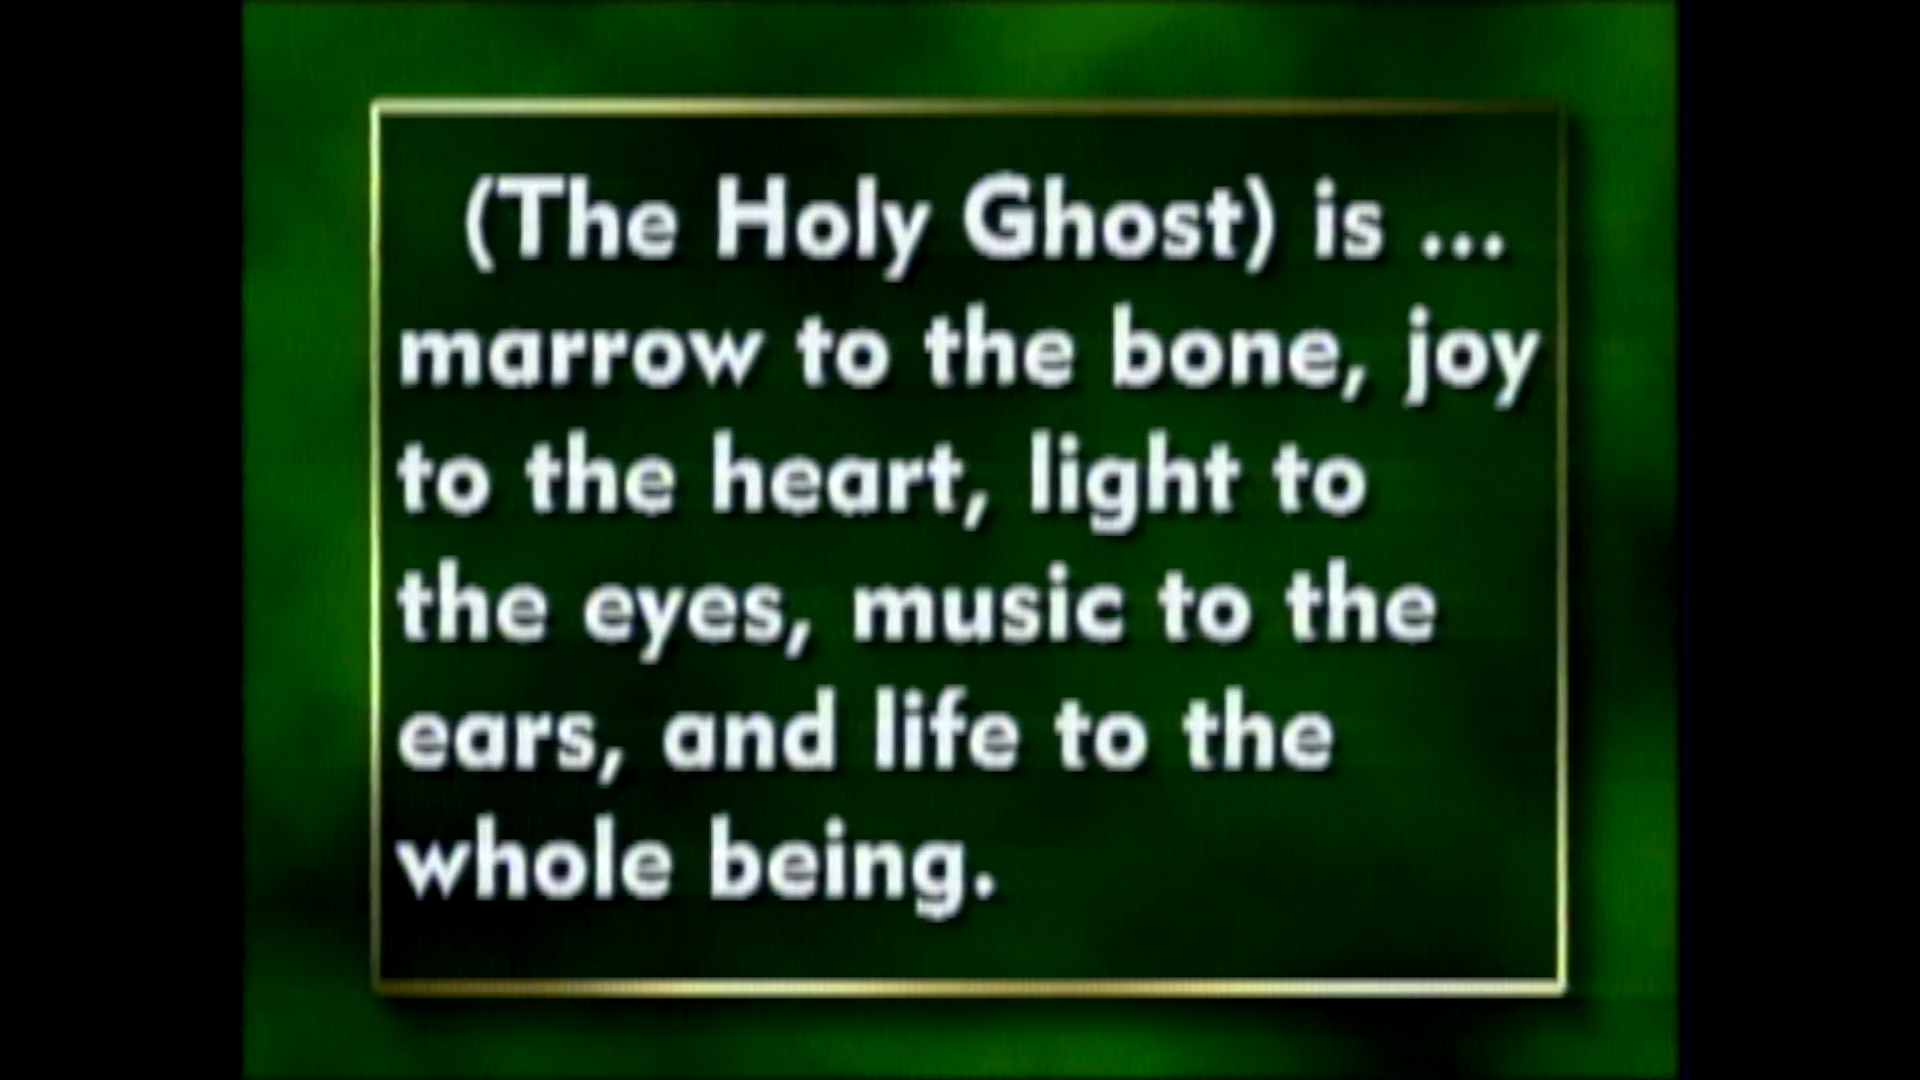 (The Holy Ghost) is ...
marrow to the bone, joy
to the heart, light to
the eyes, music to the
ears, and life to the
whole being.